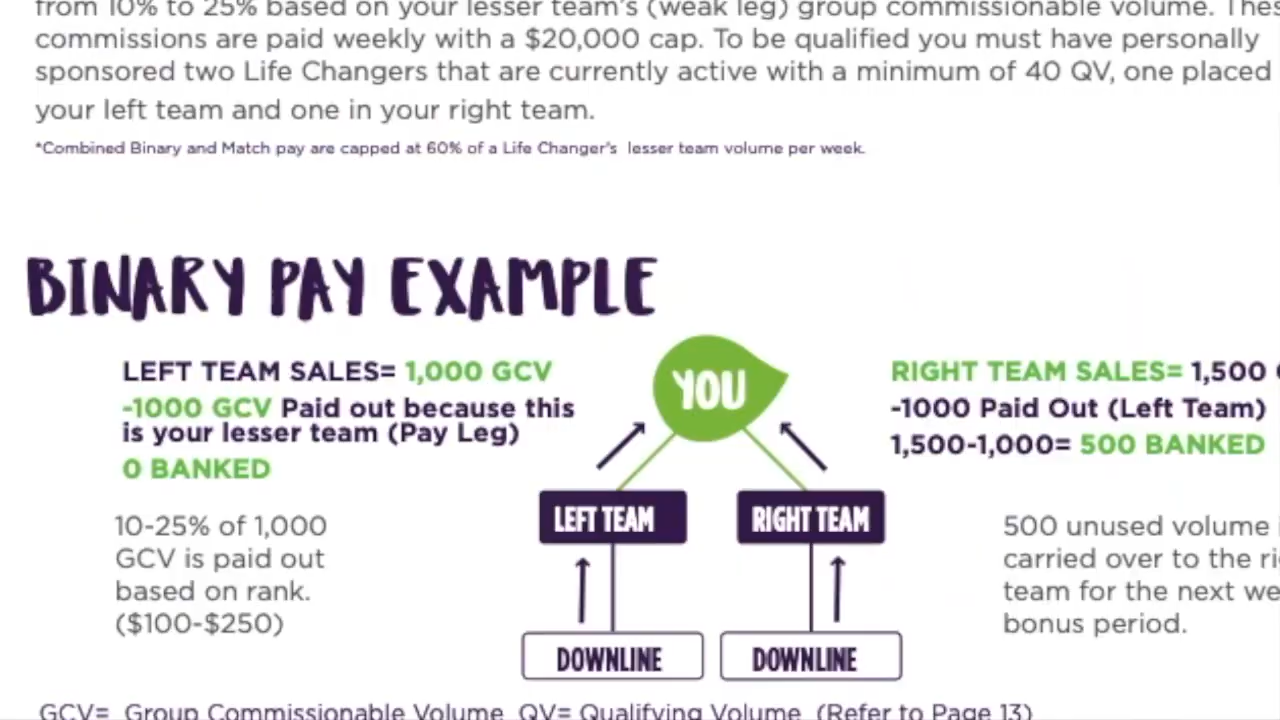 from 10% to 25% based on your lesser team's (weak leg) group commissionable volume.
commissions are paid weekly with a $20,000 cap. To be qualified you must have personally
sponsored two Life Changers that are currently active with a minimum of 40 QV, one placed
your left team and one in your right team.
*Combined Binary and Match pay are capped at 60% of a Life Changer's lesser team volume per week.
BINARY PAY EXAMPLE
LEFT TEAM SALES= 1,000 GCV
-1000 GCV Paid out because this
is your lesser team (Pay Leg)
0 BANKED
10-25% of 1,000
GCV is paid out
based on rank.
($100-$250)
YOU
LEFT TEAM
RIGHT TEAM
DOWNLINE
DOWNLINE
RIGHT TEAM SALES= 1,500
-1000 Paid Out (Left Team)
1,500-1,000= 500 BANKED
500 unused volume
carried over to the
team for the next
bonus period.
GCV= Group Commissionable Volume QV= Qualifying Volume (Refer to Page 13)